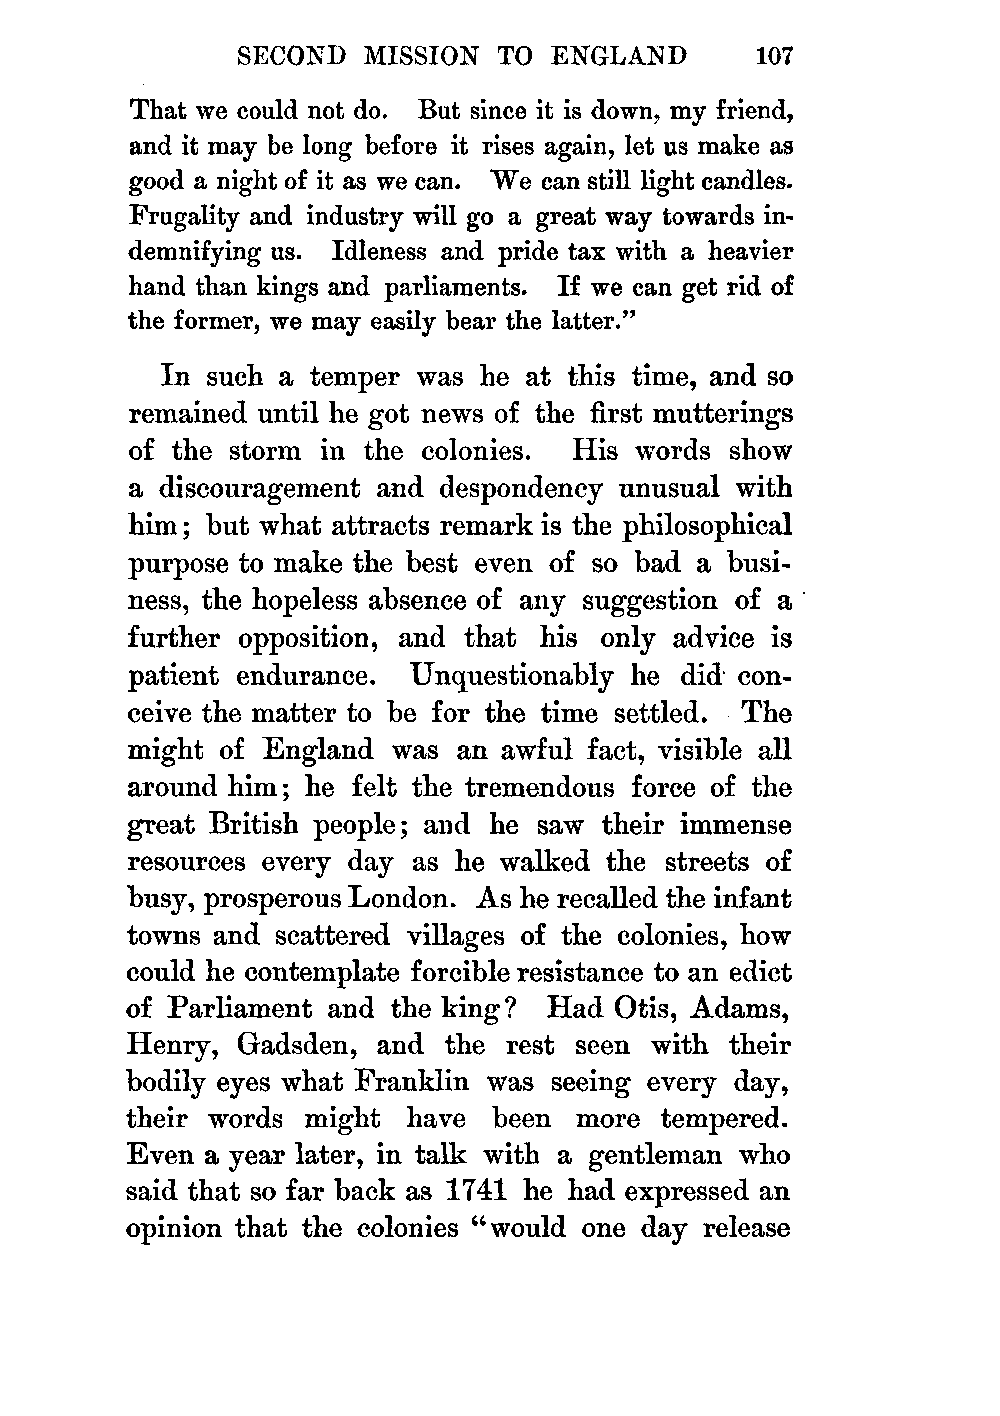 SECOND MISSION TO ENGLAND 107
That we could not do. But since it is down, my friend,
and it may be long before it rises again, let us make as
good a night of it as we can. We can still light candles.
Frugality and industry will go a great way towards in-
demnifying us. Idleness and pride tax with a heavier
hand than kings and parliaments. If we can get rid of
the former, we may easily bear the latter.”
In such a temper was he at this time, and so
remained until he got news of the first mutterings
of the storm in the colonies. His words show
a discouragement and despondency unusual with
him; but what attracts remark is the philosophical
purpose to make the best even of so bad a busi-
ness, the hopeless absence of any suggestion of a
further opposition, and that his only advice is
patient endurance. Unquestionably he did con-
ceive the matter to be for the time settled. The
might of England was an awful fact, visible all
around him; he felt the tremendous force of the
great British people; and he saw their immense
resources every day as he walked the streets of
busy, prosperous London. As he recalled the infant
towns and scattered villages of the colonies, how
could he contemplate forcible resistance to an edict
of Parliament and the king? Had Otis, Adams,
Henry, Gadsden, and the rest seen with their
bodily eyes what Franklin was seeing every day,
their words might have been more tempered.
Even a year later, in talk with a gentleman who
said that so far back as 1741 he had expressed an
opinion that the colonies “would one day release